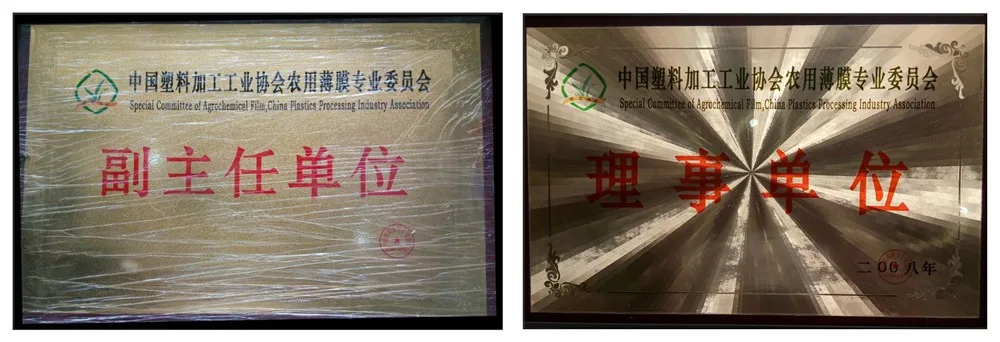 中国塑料加工工业协会农用薄膜专业委员会
Special Committee of Agrochemical Film,China Plastics Processing Industry Association
副主任单位
中国塑料加工工业协会农用薄膜专业委员会
Special Committee of Agrochemical Film,China Plastics Processing Industry Association
理事单位
二00八年